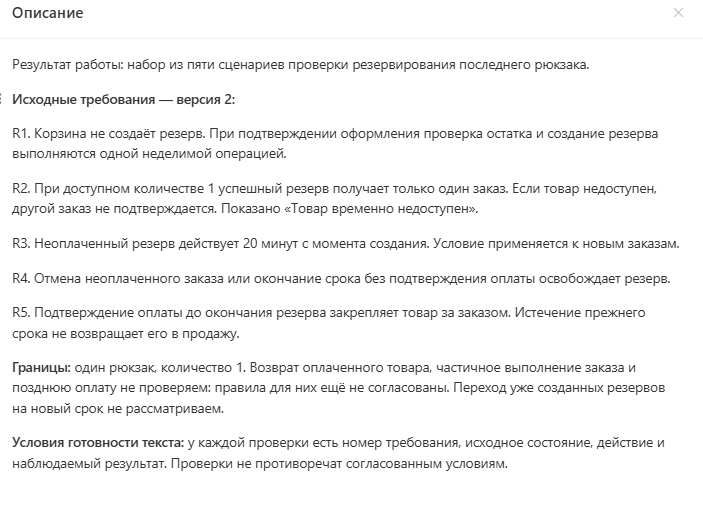 Описание
Результат работы: набор из пяти сценариев проверки резервирования последнего рюкзака.
Исходные требования — версия 2:
R1. Корзина не создаёт резерв. При подтверждении оформления проверка остатка и создание резерва
выполняются одной неделимой операцией.
R2. При доступном количестве 1 успешный резерв получает только один заказ. Если товар недоступен,
другой заказ не подтверждается. Показано «Товар временно недоступен».
R3. Неоплаченный резерв действует 20 минут с момента создания. Условие применяется к новым заказам.
R4. Отмена неоплаченного заказа или окончание срока без подтверждения оплаты освобождает резерв.
R5. Подтверждение оплаты до окончания резерва закрепляет товар за заказом. Истечение прежнего
срока не возвращает его в продажу.
Границы: один рюкзак, количество 1. Возврат оплаченного товара, частичное выполнение заказа и
позднюю оплату не проверяем: правила для них ещё не согласованы. Переход уже созданных резервов
на новый срок не рассматриваем.
Условия готовности текста: у каждой проверки есть номер требования, исходное состояние, действие и
наблюдаемый результат. Проверки не противоречат согласованным условиям.